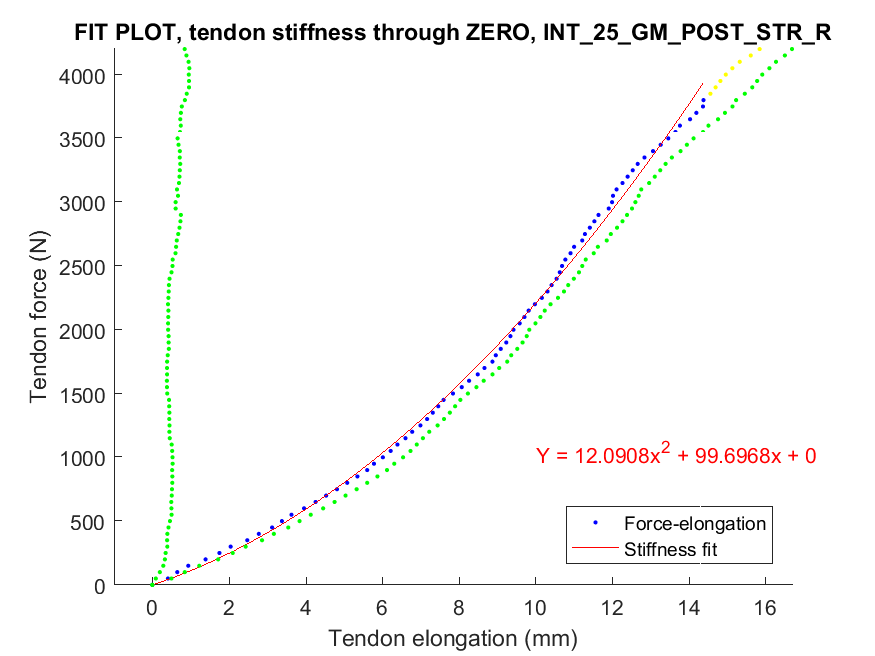 FIT PLOT, tendon stiffness through ZERO, INT_25_GM_POST_STR_R
4000
3500
3000
2500
2000
1500
1000
500
0
Tendon force (N)
Y = 12.0908x² + 99.6968x + 0
Force-elongation
Stiffness fit
0 2 4 6 8 10 12 14 16
Tendon elongation (mm)